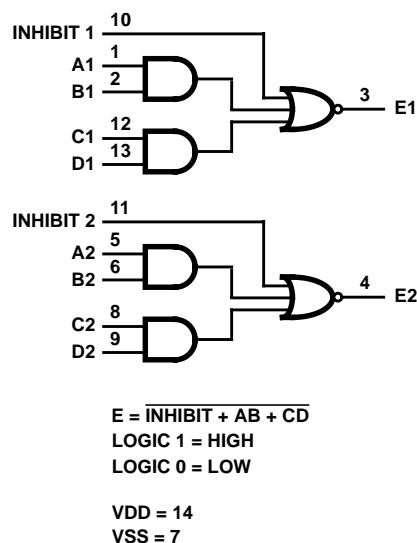 INHIBIT 1 10
A1 1
B1 2
C1 12
D1 13
3 E1
INHIBIT 2 11
A2 5
B2 6
C2 8
D2 9
4 E2
E = INHIBIT + AB + CD
LOGIC 1 = HIGH
LOGIC 0 = LOW
VDD = 14
VSS = 7